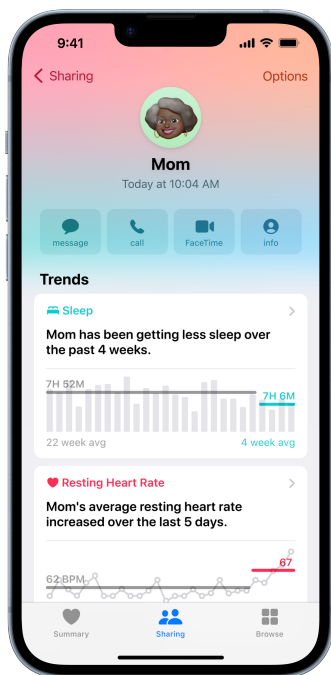 9:41
Sharing
Options
Mom
Today at 10:04 AM
message call FaceTime info
Trends
Sleep
Mom has been getting less sleep over
the past 4 weeks.
7H 52M
7H 6M
22 week avg 4 week avg
Resting Heart Rate
Mom's average resting heart rate
increased over the last 5 days.
67
62 BPM
Summary Sharing Browse